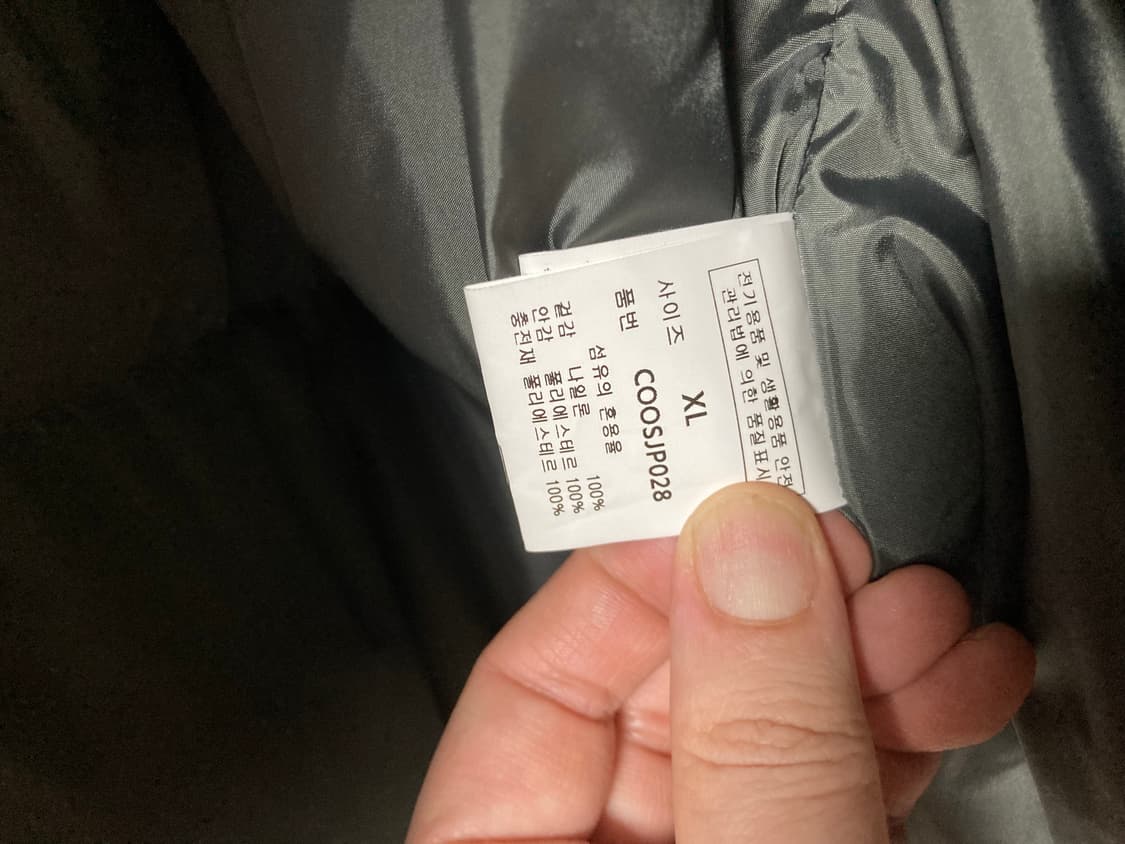 전기용품 및 생활용품 안전
관리법에 의한 품질표시
사이즈 XL
품번 COOSJP028
섬유의 혼용율
겉감 나일론 100%
안감 폴리에스테르 100%
충전재 폴리에스테르 100%